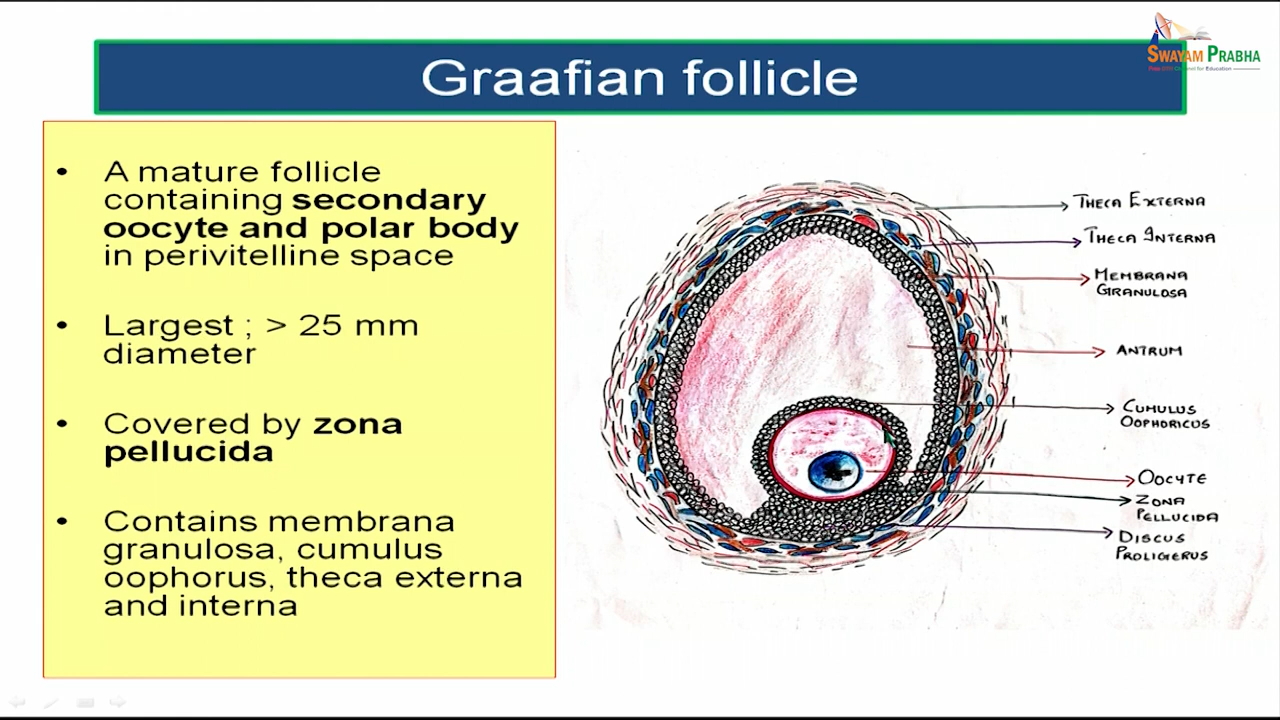 SWAYAM PRABHA
Graafian follicle
• A mature follicle
containing secondary
oocyte and polar body
in perivitelline space
• Largest ; > 25 mm
diameter
• Covered by zona
pellucida
• Contains membrana
granulosa, cumulus
oophorus, theca externa
and interna
THECA EXTERNA
THECA INTERNA
MEMBRANA
GRANULOSA
ANTRUM
CUMULUS
OOPHORICUS
OOCYTE
ZONA
PELLUCIDA
DISCUS
PROLIGERUS